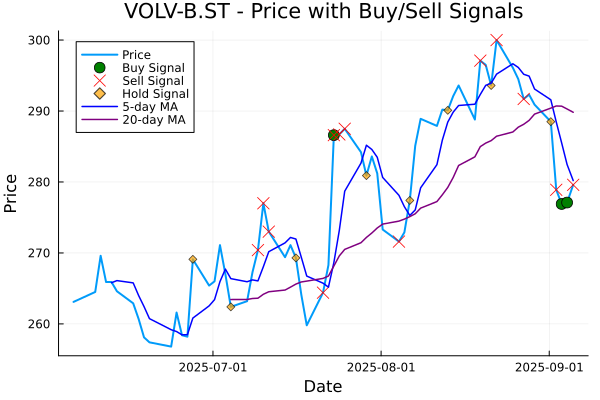 VOLV-B.ST - Price with Buy/Sell Signals
Price
Buy Signal
Sell Signal
Hold Signal
5-day MA
20-day MA
300
290
280
270
260
Price
2025-07-01
2025-08-01
2025-09-01
Date